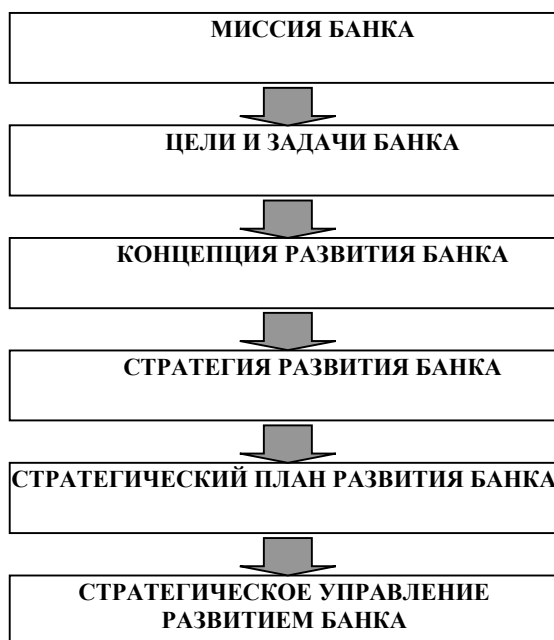 МИССИЯ БАНКА
ЦЕЛИ И ЗАДАЧИ БАНКА
КОНЦЕПЦИЯ РАЗВИТИЯ БАНКА
СТРАТЕГИЯ РАЗВИТИЯ БАНКА
СТРАТЕГИЧЕСКИЙ ПЛАН РАЗВИТИЯ БАНКА
СТРАТЕГИЧЕСКОЕ УПРАВЛЕНИЕ
РАЗВИТИЕМ БАНКА